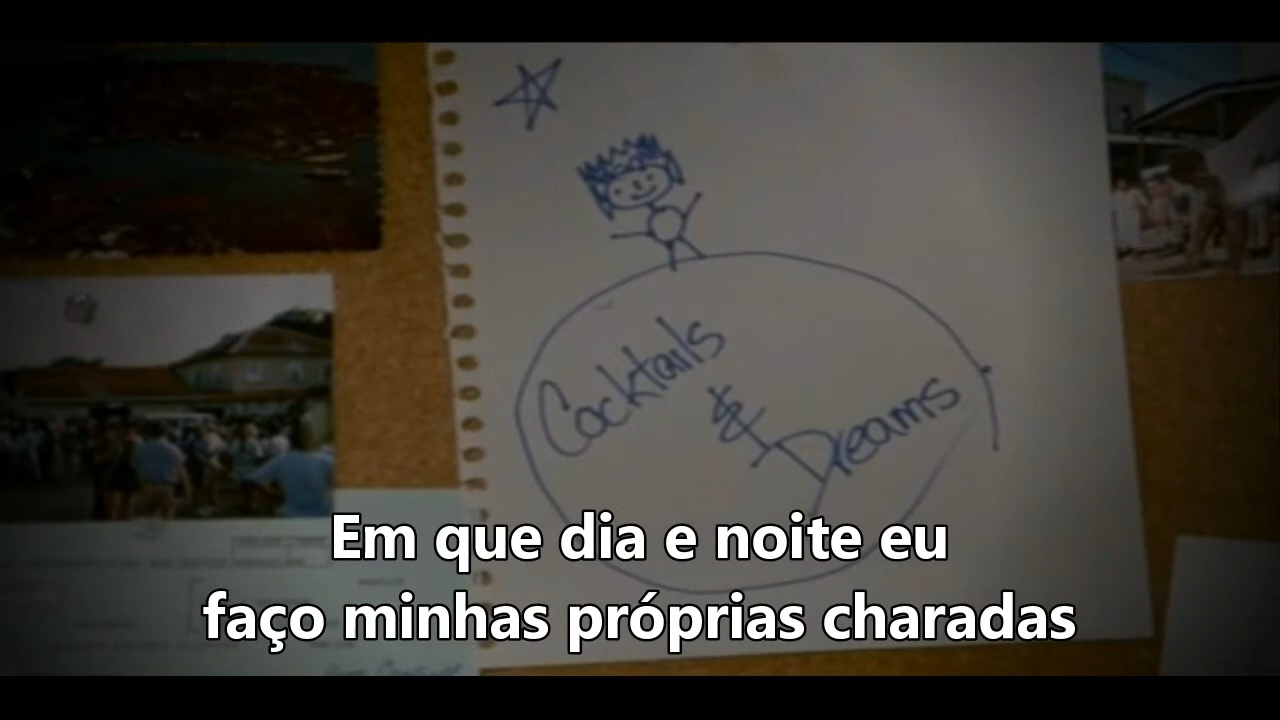 Cocktails
&
Dreams
Em que dia e noite eu
faço minhas próprias charadas